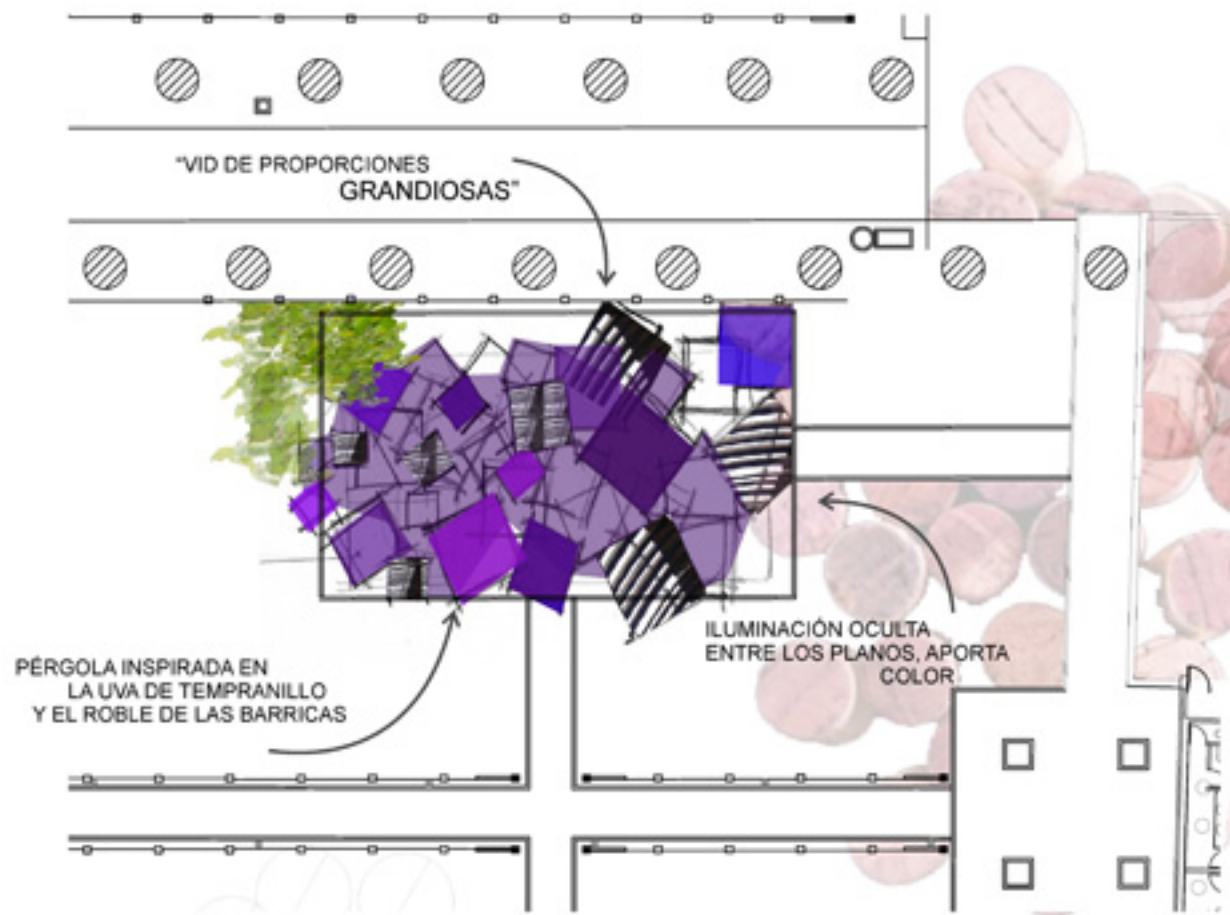 "VID DE PROPORCIONES
GRANDIOSAS"
ILUMINACIÓN OCULTA
ENTRE LOS PLANOS, APORTA
COLOR
PÉRGOLA INSPIRADA EN
LA UVA DE TEMPRANILLO
Y EL ROBLE DE LAS BARRICAS